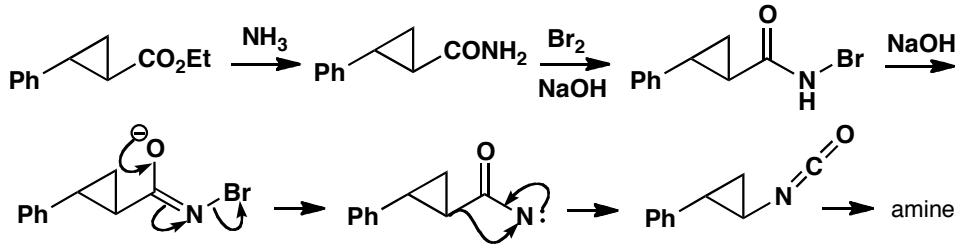 Ph CO₂Et NH₃ Ph CONH₂ Br₂ NaOH Ph O N H Br NaOH
Ph ⊖ O N Br Ph O N: Ph N C O amine